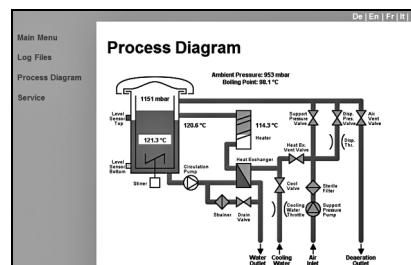 De | En | Fr | It |
Main Menu
Log Files
Process Diagram
Service
Process Diagram
Ambient Pressure: 953 mbar
Boiling Point: 98.1 °C
1151 mbar
Level
Sensor
Top
121.3 °C
120.6 °C
114.3 °C
Heater
Support
Pressure
Valve
Disp.
Pres.
Valve
Air
Vent
Valve
Heat Ex.
Vent Valve
Disp.
Thr.
Level
Sensor
Bottom
Stirrer
Circulation
Pump
Heat Exchanger
Cool
Valve
Sterile
Filter
Strainer
Drain
Valve
Cooling
Water
Throttle
Support
Pressure
Pump
Water
Outlet
Cooling
Water
Air
Inlet
Deaeration
Outlet